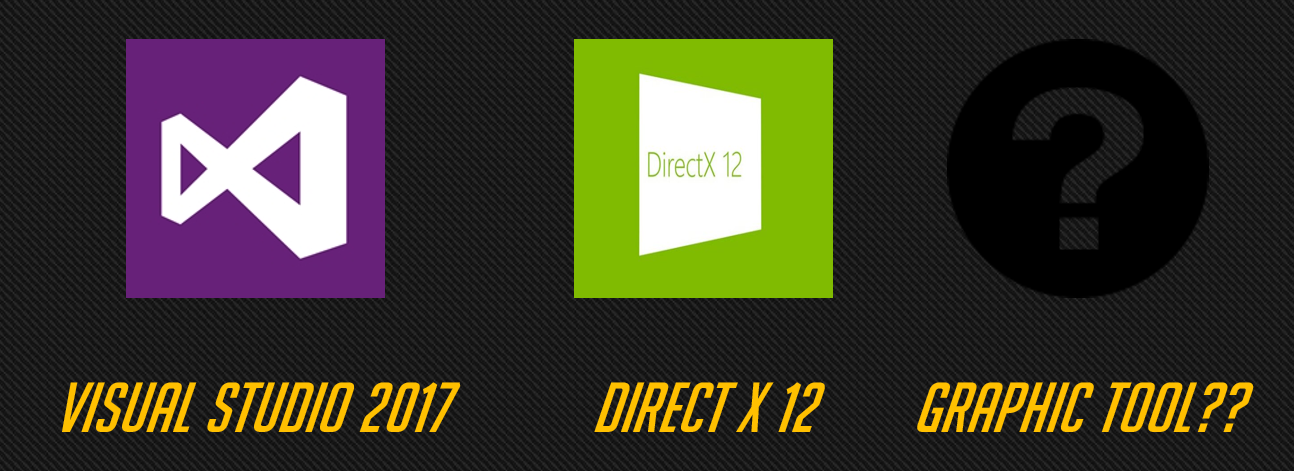 DirectX 12
VISUAL STUDIO 2017
DIRECT X 12
GRAPHIC TOOL??